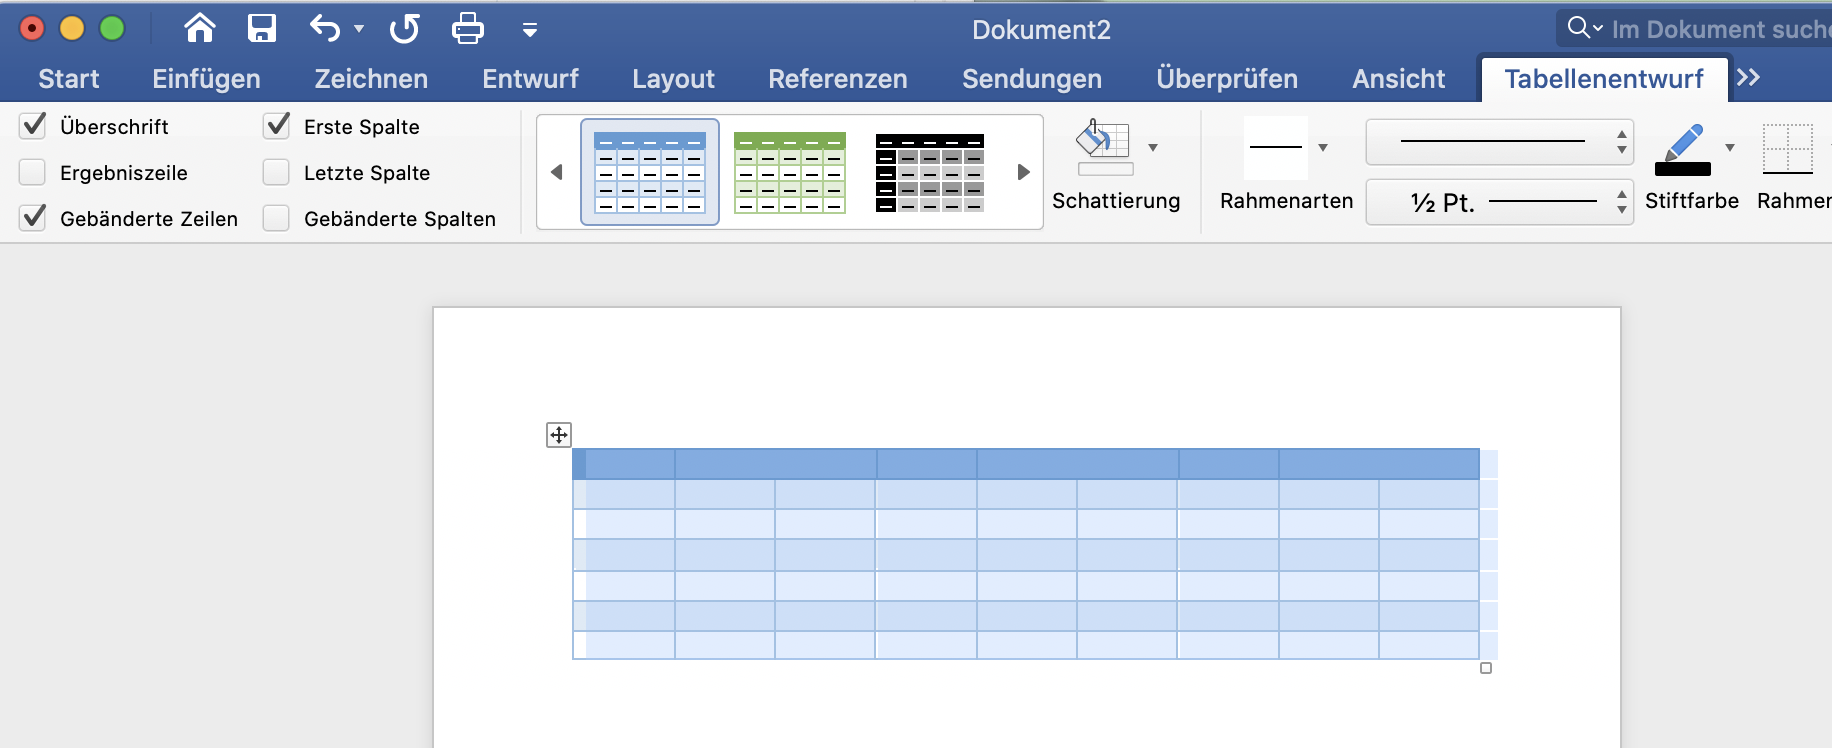 Dokument2
Im Dokument suche
Start Einfügen Zeichnen Entwurf Layout Referenzen Sendungen Überprüfen Ansicht Tabellenentwurf
Überschrift Erste Spalte
Ergebniszeile Letzte Spalte
Gebänderte Zeilen Gebänderte Spalten
Schattierung Rahmenarten ½ Pt. Stiftfarbe Rahmen